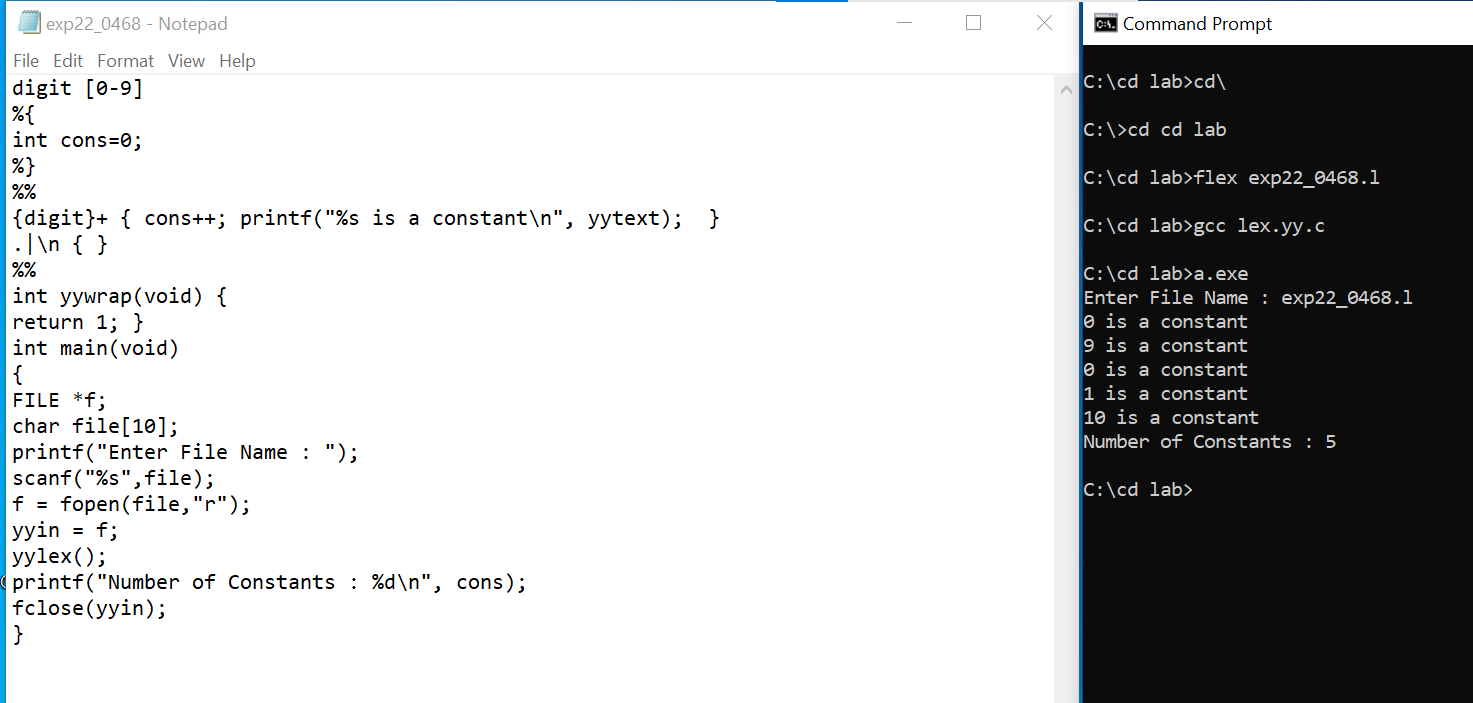 exp22_0468 - Notepad
File Edit Format View Help
digit [0-9]
%{
int cons=0;
%}
%%
{digit}+ { cons++; printf("%s is a constant\n", yytext);  }
.|\n { }
%%
int yywrap(void) {
return 1; }
int main(void)
{
FILE *f;
char file[10];
printf("Enter File Name : ");
scanf("%s",file);
f = fopen(file,"r");
yyin = f;
yylex();
printf("Number of Constants : %d\n", cons);
fclose(yyin);
}
Command Prompt
C:\cd lab>cd\
C:\>cd cd lab
C:\cd lab>flex exp22_0468.l
C:\cd lab>gcc lex.yy.c
C:\cd lab>a.exe
Enter File Name : exp22_0468.l
0 is a constant
9 is a constant
0 is a constant
1 is a constant
10 is a constant
Number of Constants : 5
C:\cd lab>